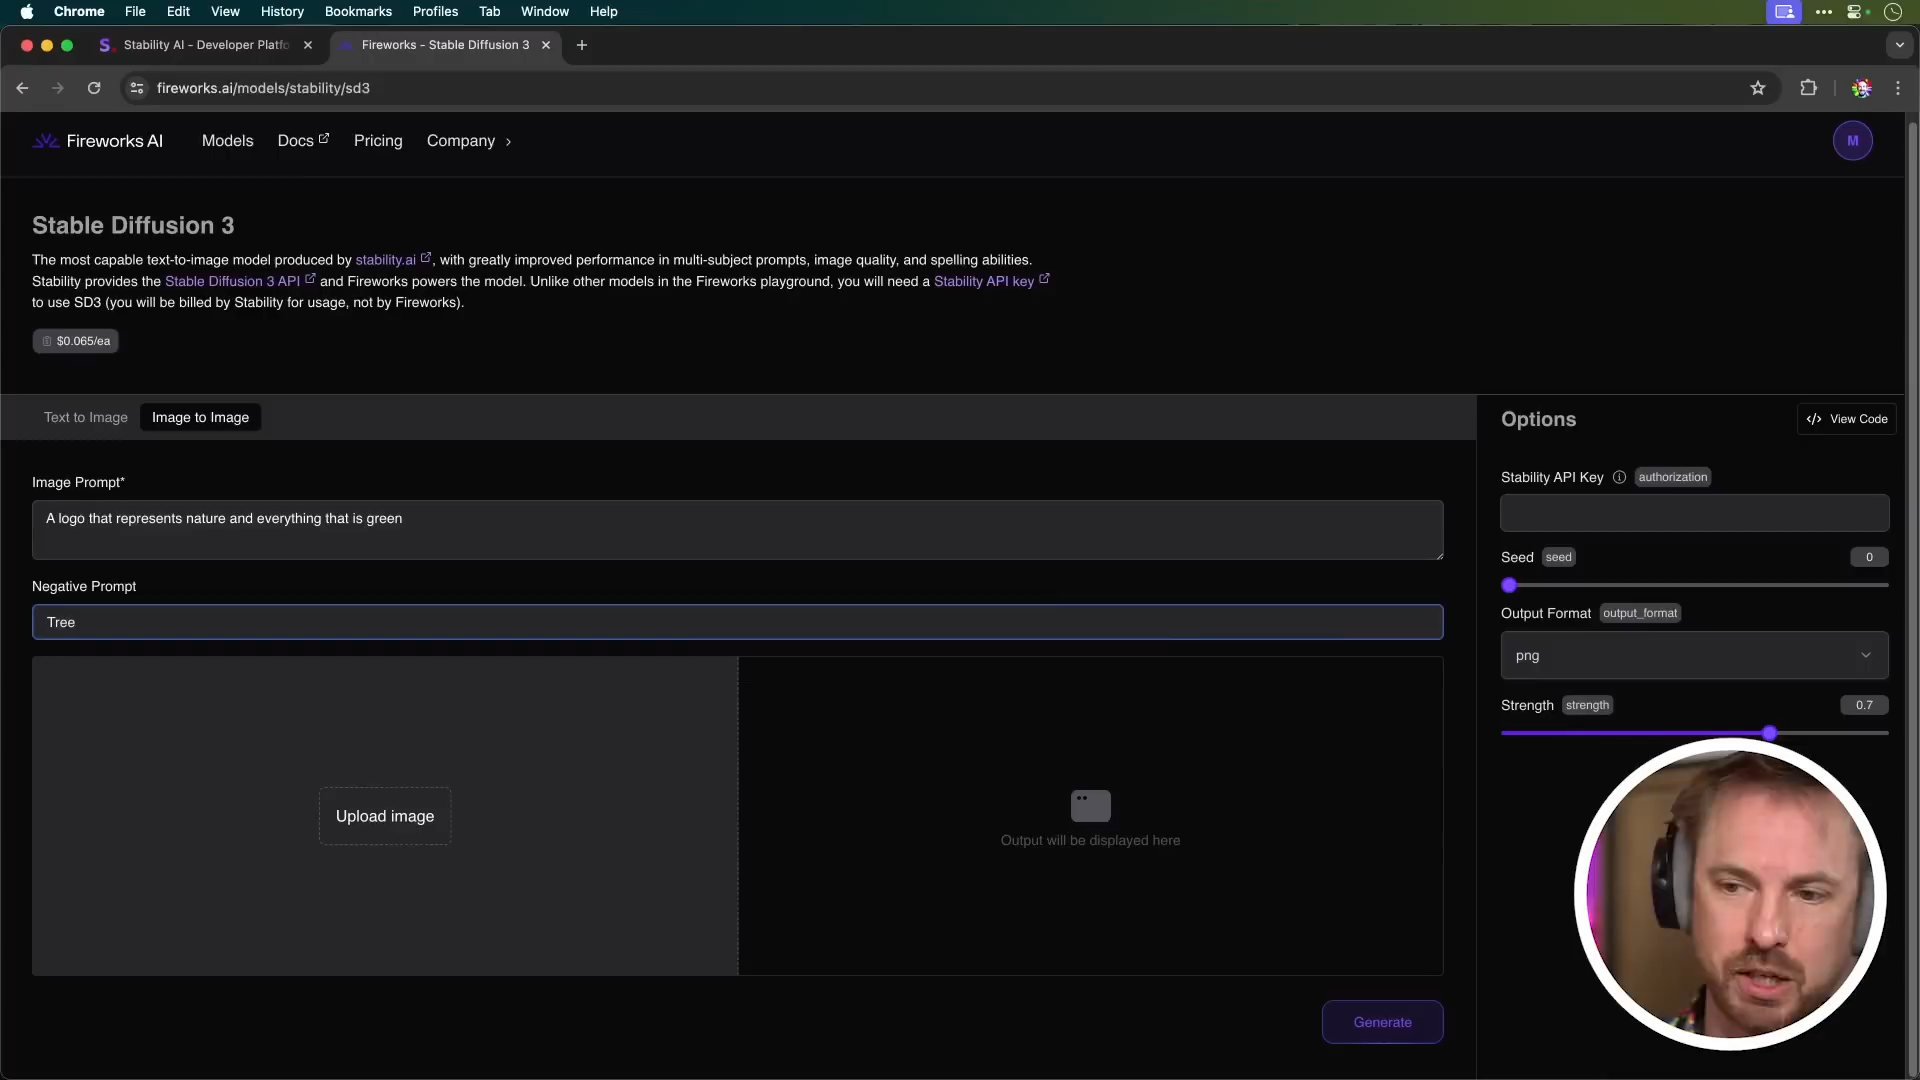 Chrome File Edit View History Bookmarks Profiles Tab Window Help
S. Stability AI - Developer Platfo
Fireworks - Stable Diffusion 3
fireworks.ai/models/stability/sd3
Fireworks AI Models Docs Pricing Company
M
Stable Diffusion 3
The most capable text-to-image model produced by stability.ai, with greatly improved performance in multi-subject prompts, image quality, and spelling abilities.
Stability provides the Stable Diffusion 3 API and Fireworks powers the model. Unlike other models in the Fireworks playground, you will need a Stability API key
to use SD3 (you will be billed by Stability for usage, not by Fireworks).
$0.065/ea
Text to Image Image to Image
Image Prompt*
A logo that represents nature and everything that is green
Negative Prompt
Tree
Upload image
Output will be displayed here
Generate
Options
</> View Code
Stability API Key authorization
Seed seed 0
Output Format output_format
png
Strength strength 0.7